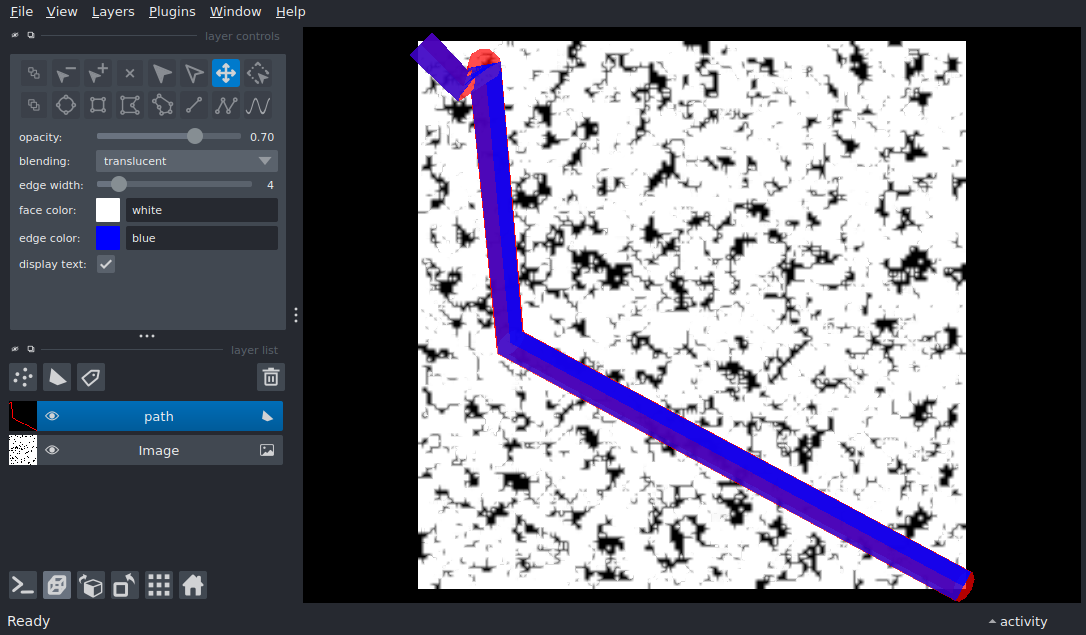 File View Layers Plugins Window Help
layer controls
opacity: 0.70
blending: translucent
edge width: 4
face color: white
edge color: blue
display text:
layer list
path
Image
Ready
activity